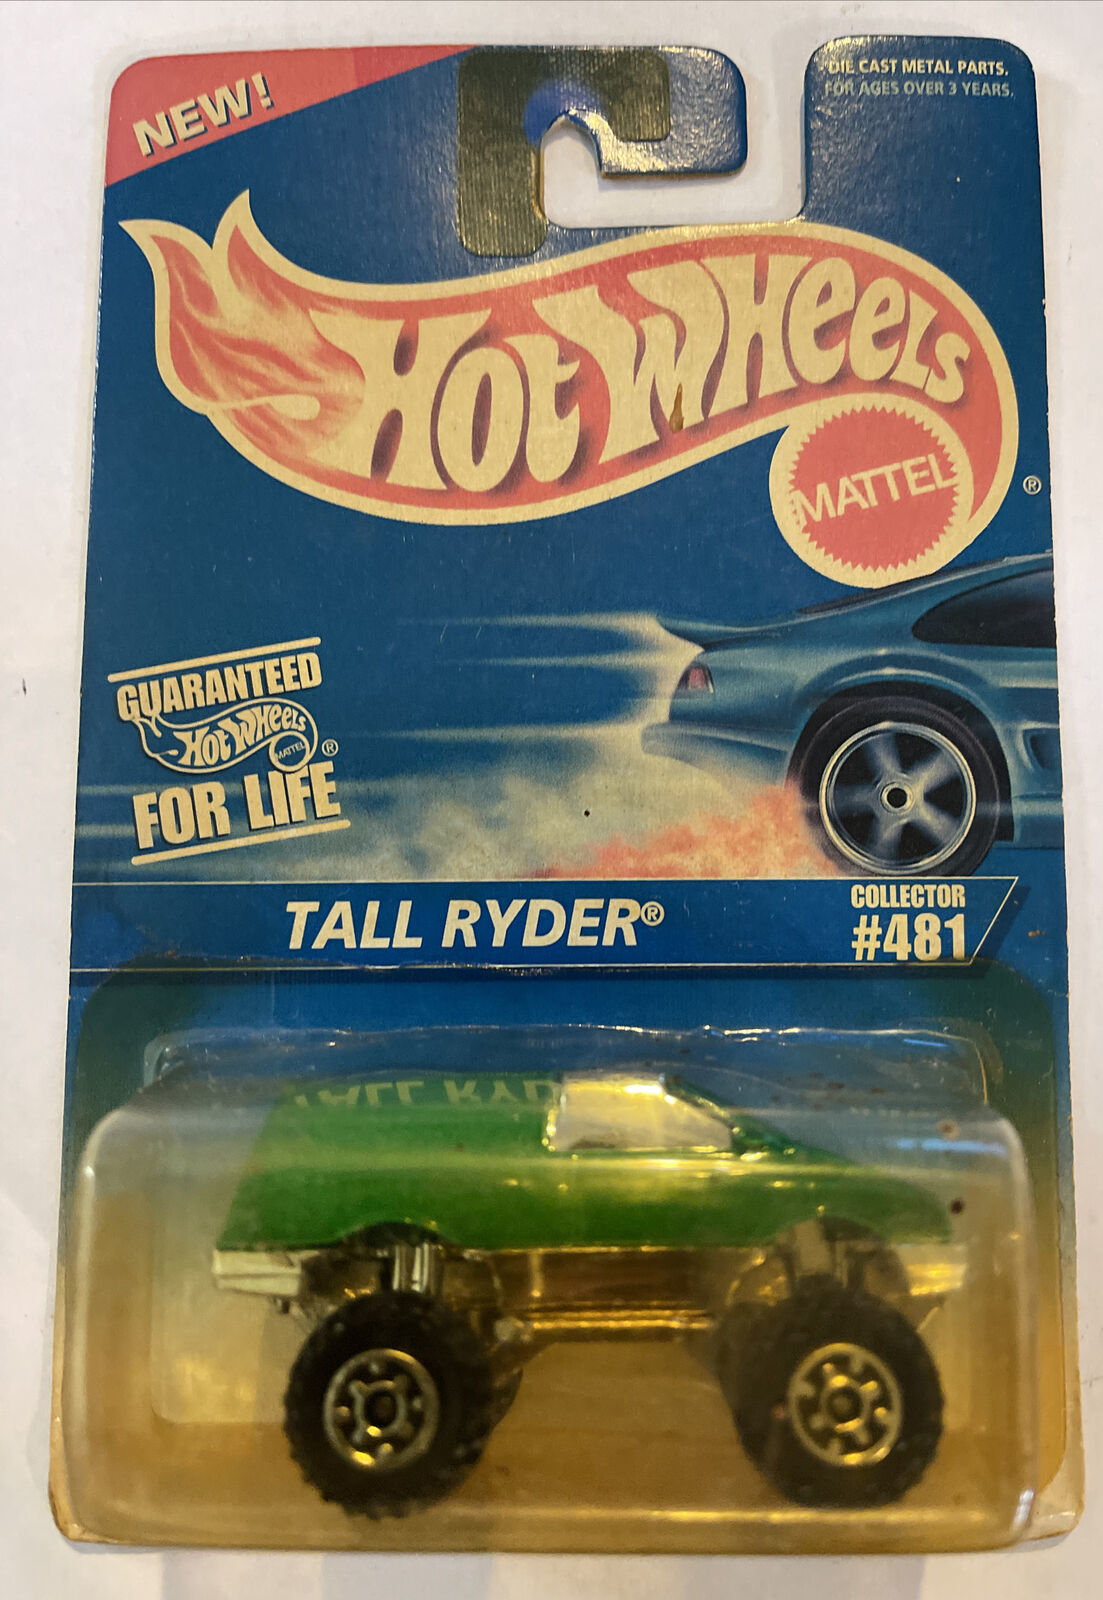 NEW!
DIE CAST METAL PARTS.
FOR AGES OVER 3 YEARS.
HOT WHEELS
MATTEL
®
GUARANTEED
HOT WHEELS
MATTEL
®
FOR LIFE
TALL RYDER®
COLLECTOR
#481